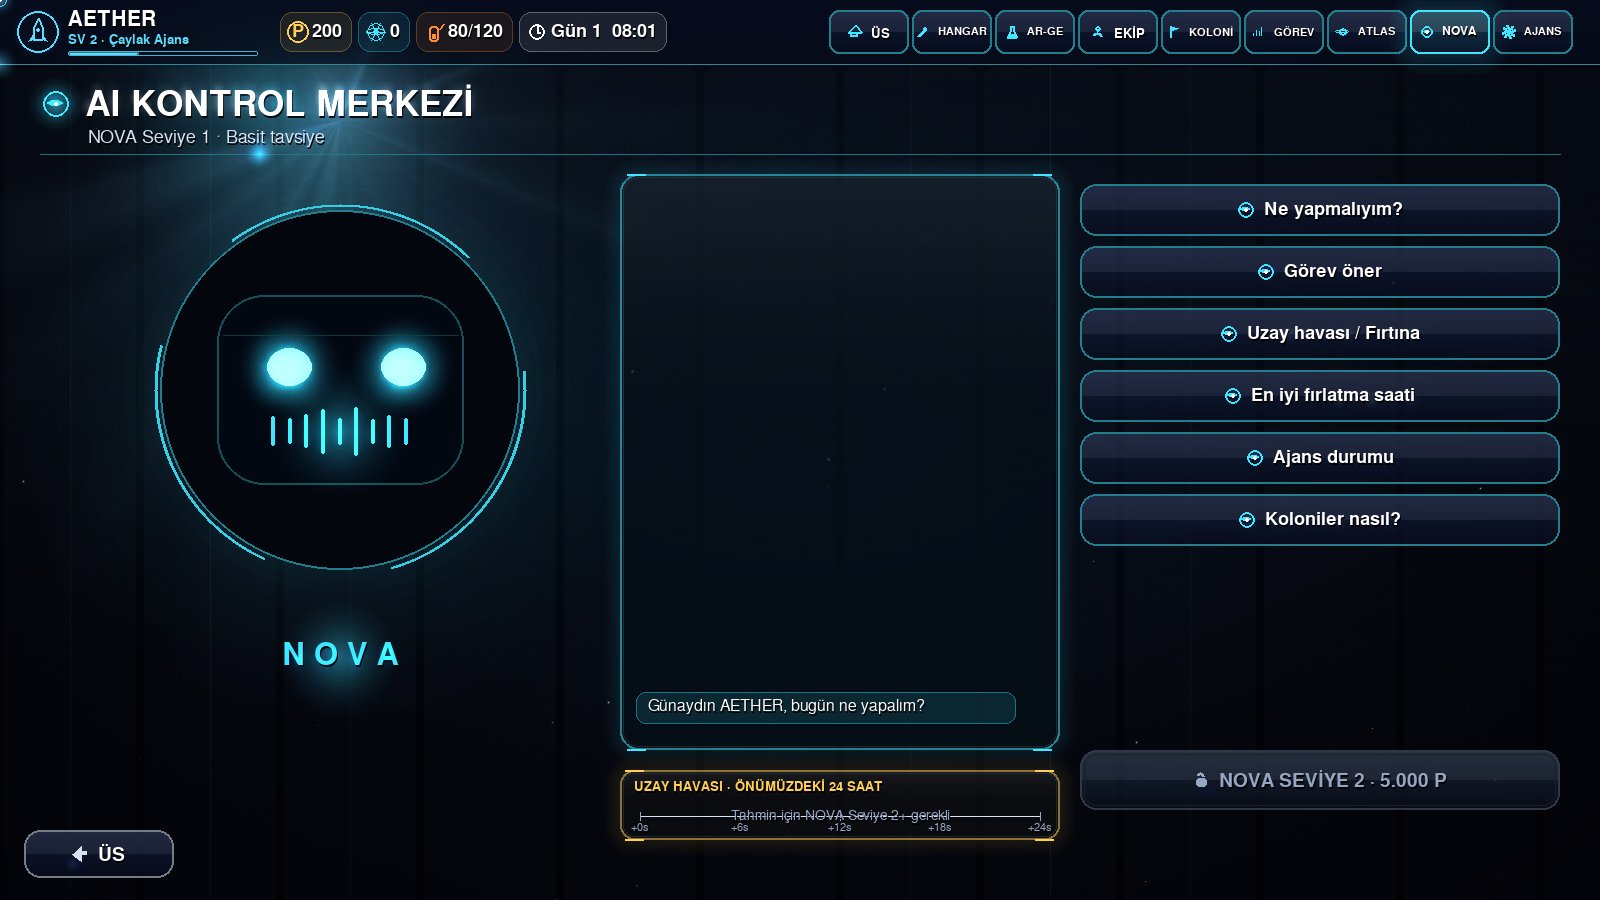 AETHER
SV 2 · Çaylak Ajans
P 200
0
80/120
Gün 1 08:01
ÜS
HANGAR
AR-GE
EKİP
KOLONİ
GÖREV
ATLAS
NOVA
AJANS
AI KONTROL MERKEZİ
NOVA Seviye 1 · Basit tavsiye
NOVA
Günaydın AETHER, bugün ne yapalım?
UZAY HAVASI · ÖNÜMÜZDEKİ 24 SAAT
Tahmin için NOVA Seviye 2+ gerekli
+0s +6s +12s +18s +24s
Ne yapmalıyım?
Görev öner
Uzay havası / Fırtına
En iyi fırlatma saati
Ajans durumu
Koloniler nasıl?
NOVA SEVİYE 2 · 5.000 P
ÜS